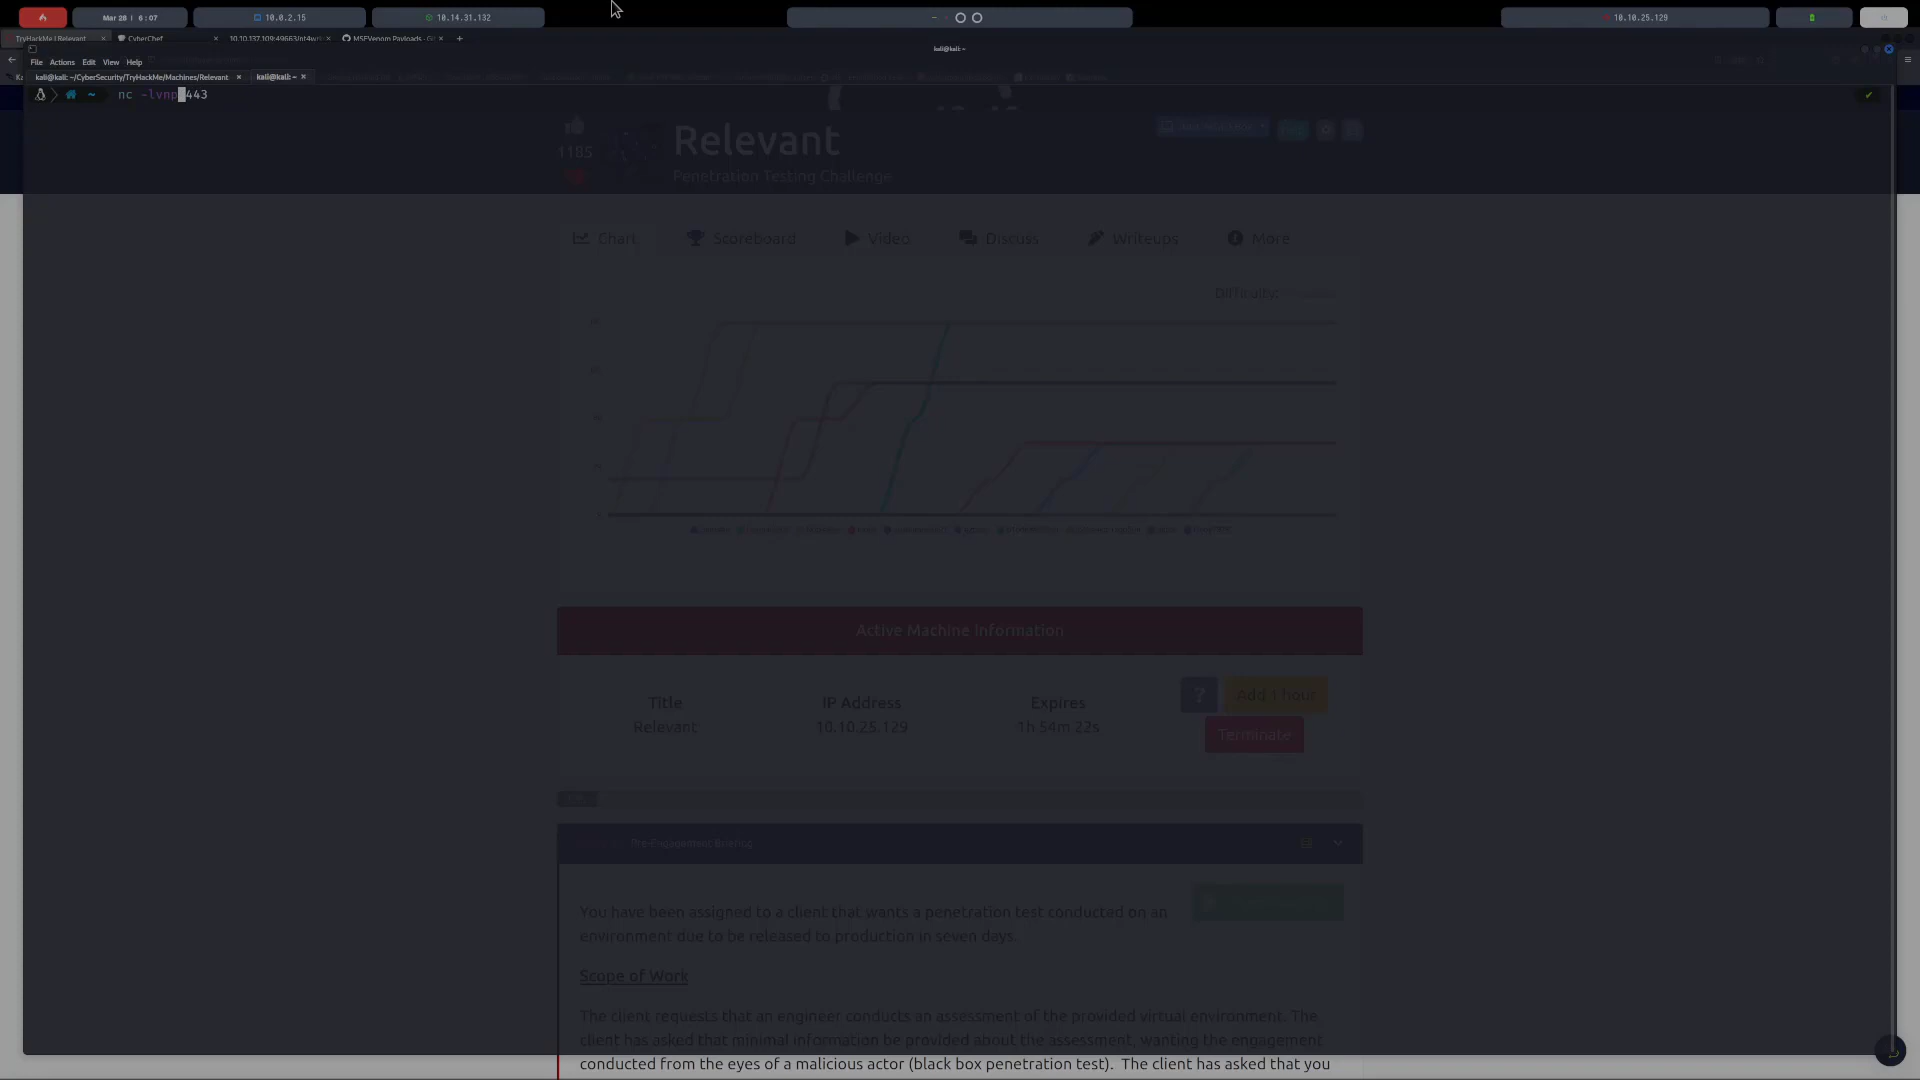 Mar 28 | 6:07
10.0.2.15
10.14.31.132
10.10.25.129
TryHackMe | Relevant
CyberChef
MSFVenom Payloads - G
kali@kali: ~
File Actions Edit View Help
kali@kali: ~/CyberSecurity/TryHackMe/Machines/Relevant
kali@kali: ~
~ nc -lvnp 443
1185
Relevant
Penetration Testing Challenge
Chart
Scoreboard
Video
Discuss
Writeups
More
Difficulty:
Active Machine Information
Title
IP Address
Expires
? Add 1 hour
Relevant
10.10.25.129
1h 54m 22s
Terminate
Pre-Engagement Briefing
You have been assigned to a client that wants a penetration test conducted on an
environment due to be released to production in seven days.
Scope of Work
The client requests that an engineer conducts an assessment of the provided virtual environment. The
client has asked that minimal information be provided about the assessment, wanting the engagement
conducted from the eyes of a malicious actor (black box penetration test). The client has asked that you